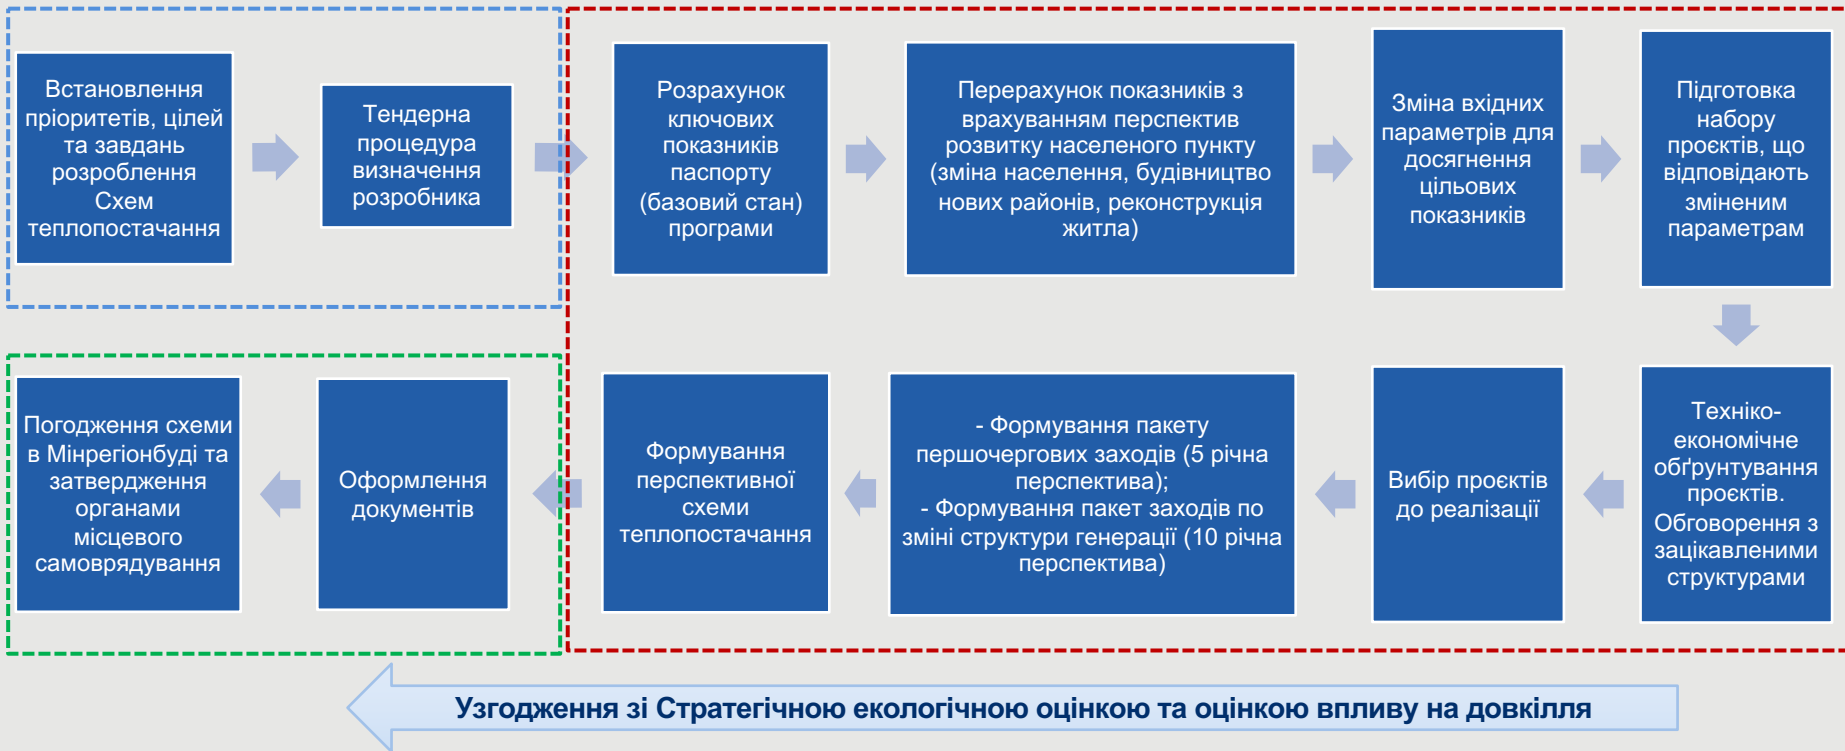 Встановлення
пріоритетів, цілей
та завдань
розроблення
Схем
теплопостачання
Тендерна
процедура
визначення
розробника
Розрахунок
ключових
показників
паспорту
(базовий стан)
програми
Перерахунок показників з
врахуванням перспектив
розвитку населеного пункту
(зміна населення, будівництво
нових районів, реконструкція
житла)
Зміна вхідних
параметрів для
досягнення
цільових
показників
Підготовка
набору
проєктів, що
відповідають
зміненим
параметрам
Техніко-
економічне
обґрунтування
проєктів.
Обговорення з
зацікавленими
структурами
Вибір проєктів
до реалізації
- Формування пакету
першочергових заходів (5 річна
перспектива);
- Формування пакет заходів по
зміні структури генерації (10 річна
перспектива)
Формування
перспективної
схеми
теплопостачання
Оформлення
документів
Погодження схеми
в Мінрегіонбуді та
затвердження
органами
місцевого
самоврядування
Узгодження зі Стратегічною екологічною оцінкою та оцінкою впливу на довкілля